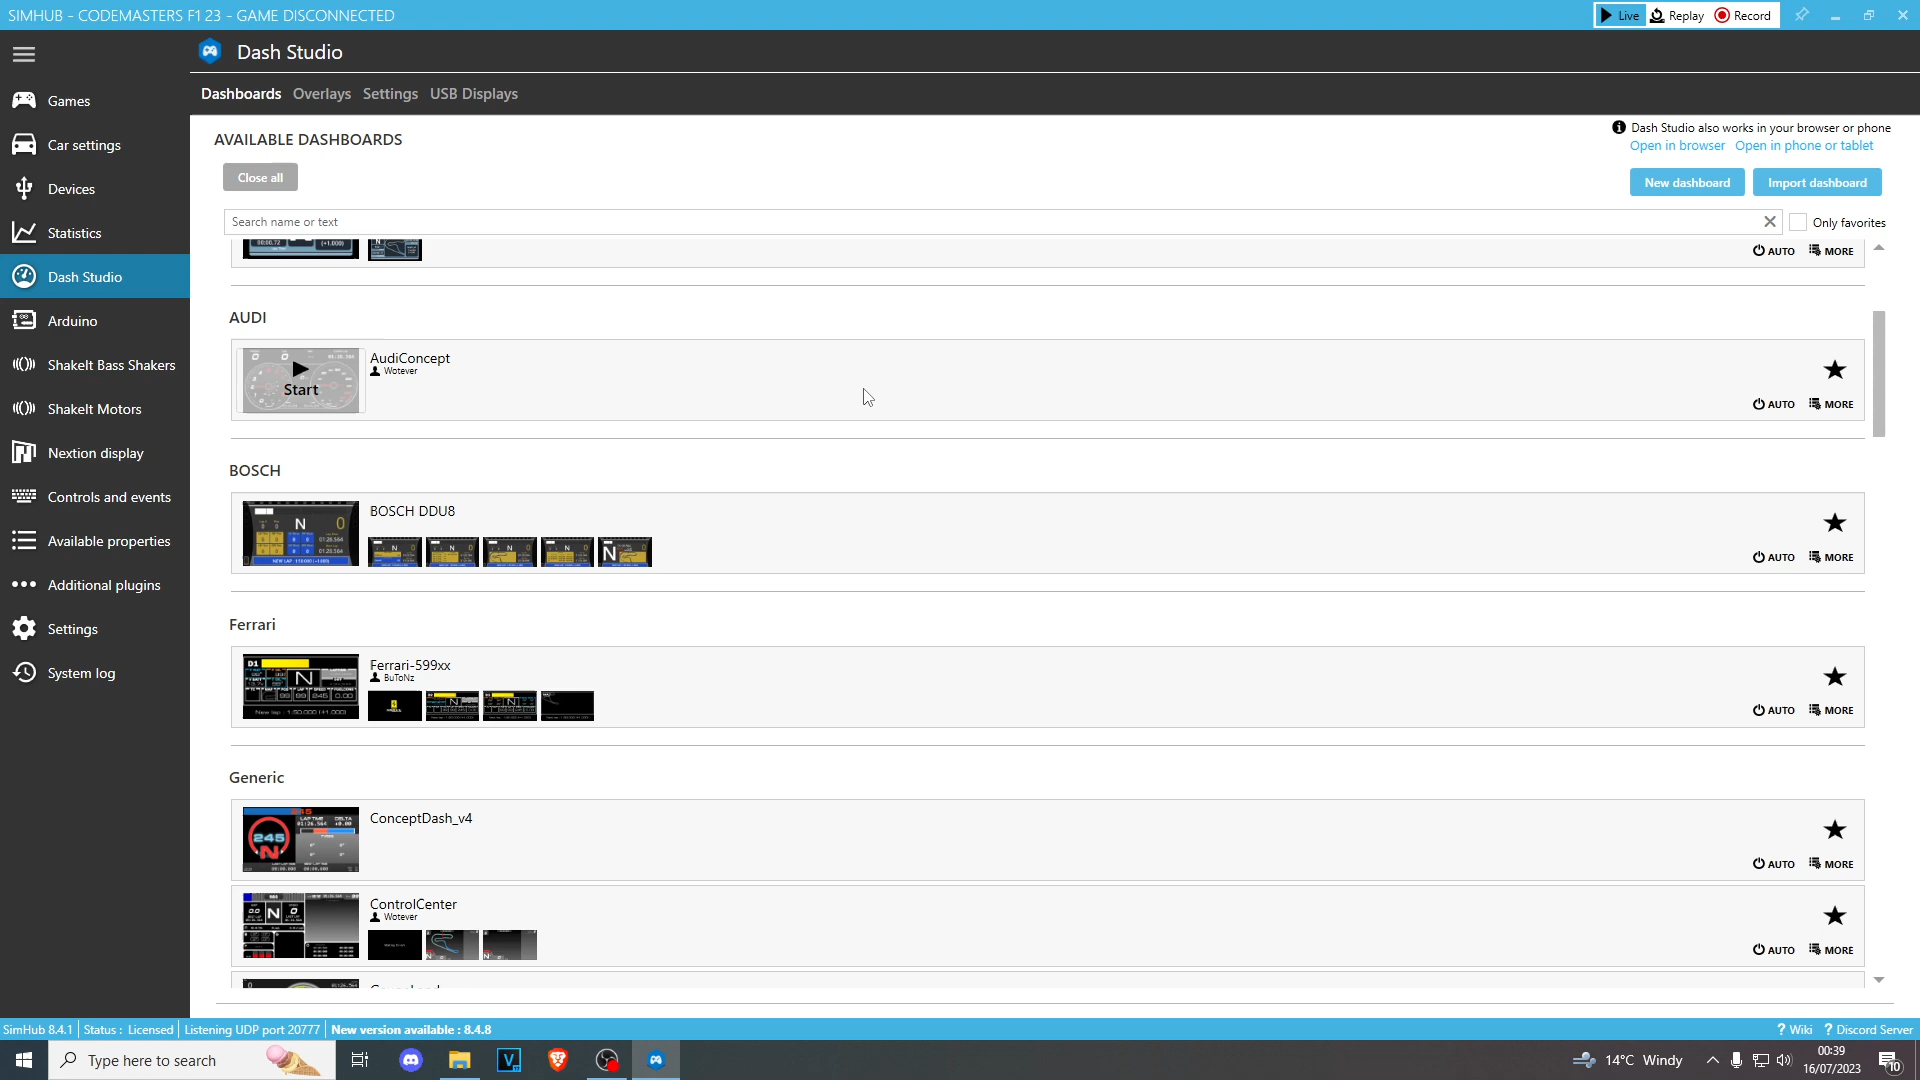 SIMHUB - CODEMASTERS F1 23 - GAME DISCONNECTED
Live Replay Record
Dash Studio
Dashboards Overlays Settings USB Displays
Games
Car settings
Devices
Statistics
Dash Studio
Arduino
ShakeIt Bass Shakers
ShakeIt Motors
Nextion display
Controls and events
Available properties
Additional plugins
Settings
System log
AVAILABLE DASHBOARDS
Dash Studio also works in your browser or phone
Open in browser Open in phone or tablet
Close all
New dashboard Import dashboard
Search name or text
Only favorites
AUTO MORE
AUDI
Start
AudiConcept
Wotever
AUTO MORE
BOSCH
BOSCH DDU8
AUTO MORE
Ferrari
Ferrari-599xx
BuToNz
AUTO MORE
Generic
ConceptDash_v4
AUTO MORE
ControlCenter
Wotever
AUTO MORE
SimHub 8.4.1 Status : Licensed Listening UDP port 20777 New version available : 8.4.8
? Wiki ? Discord Server
Type here to search
14°C Windy
00:39
16/07/2023
10